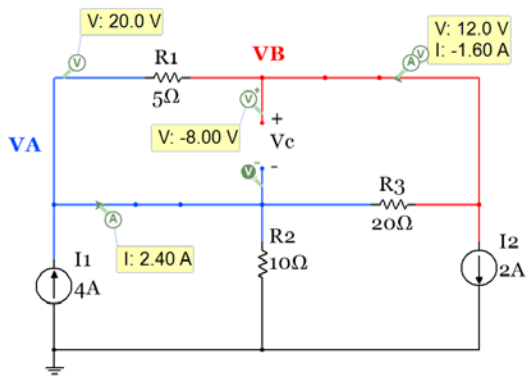 V: 20.0 V
V: 12.0 V
I: -1.60 A
V
A V
R1
VB
5Ω
V +
+
V: -8.00 V
Vc
VA
V -
-
R3
A
20Ω
I: 2.40 A
R2
I1
10Ω
I2
4A
2A